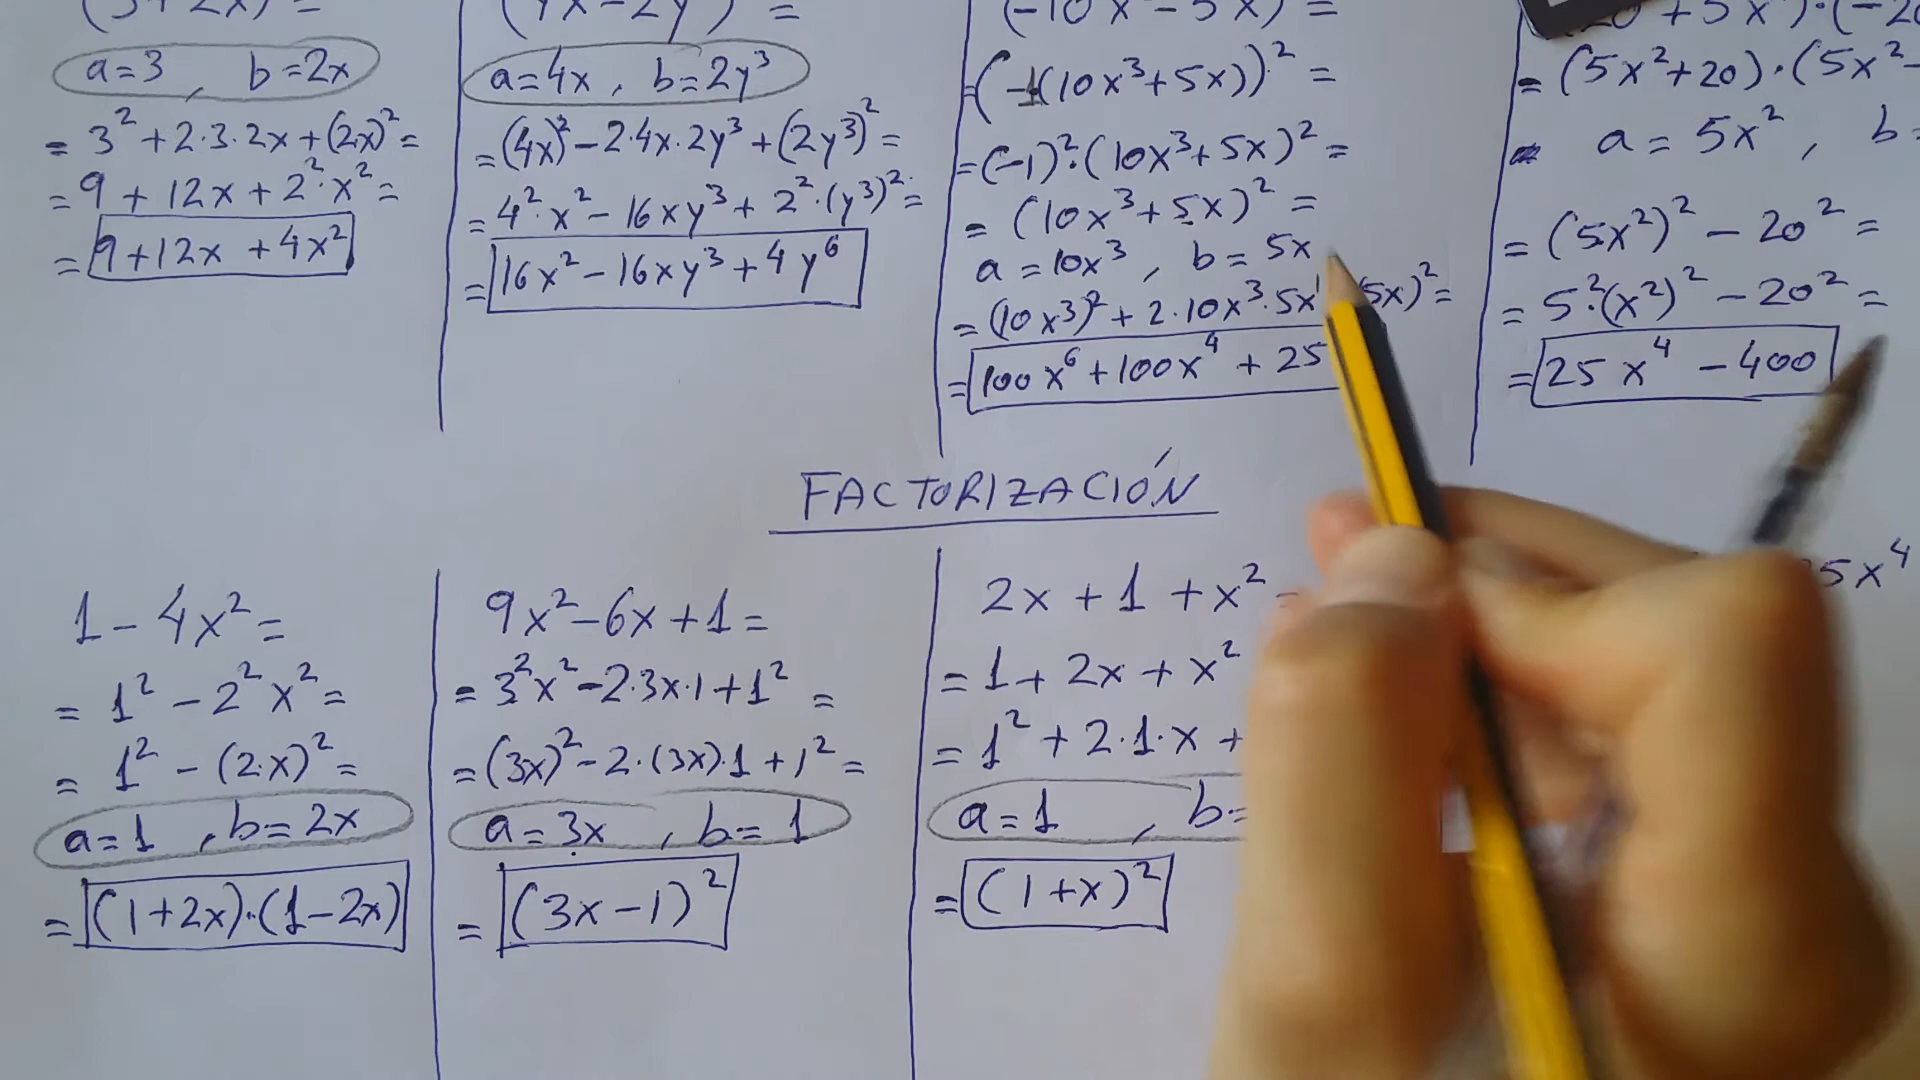 a=3 , b=2x
= 3² + 2·3·2x + (2x)² =
= 9 + 12x + 2²·x² =
= 9+12x +4x²
a=4x , b=2y³
= (4x)² - 2·4x·2y³ + (2y³)² =
= 4²·x² - 16xy³ + 2²·(y³)² =
= 16x² - 16xy³ + 4y⁶
=(-1(10x³+5x))² =
=(-1)²·(10x³+5x)² =
= (10x³+5x)² =
a = 10x³ , b = 5x
= (10x³)² + 2·10x³·5x 5x)² =
= 100x⁶ + 100x⁴ + 25
= (5x²+20)·(5x²-
= a = 5x² , b=
= (5x²)² - 20² =
= 5²·(x²)² - 20² =
= 25x⁴ - 400
FACTORIZACIÓN
1 - 4x² =
= 1² - 2² x² =
= 1² - (2·x)² =
a=1 , b=2x
= (1+2x)·(1-2x)
9x² - 6x + 1 =
= 3²x² - 2·3x·1 + 1² =
= (3x)² - 2·(3x)·1 + 1² =
a=3x , b=1
= (3x-1)²
2x + 1 + x² =
= 1 + 2x + x²
= 1² + 2·1·x +
a=1 , b=
= (1+x)²
5x⁴